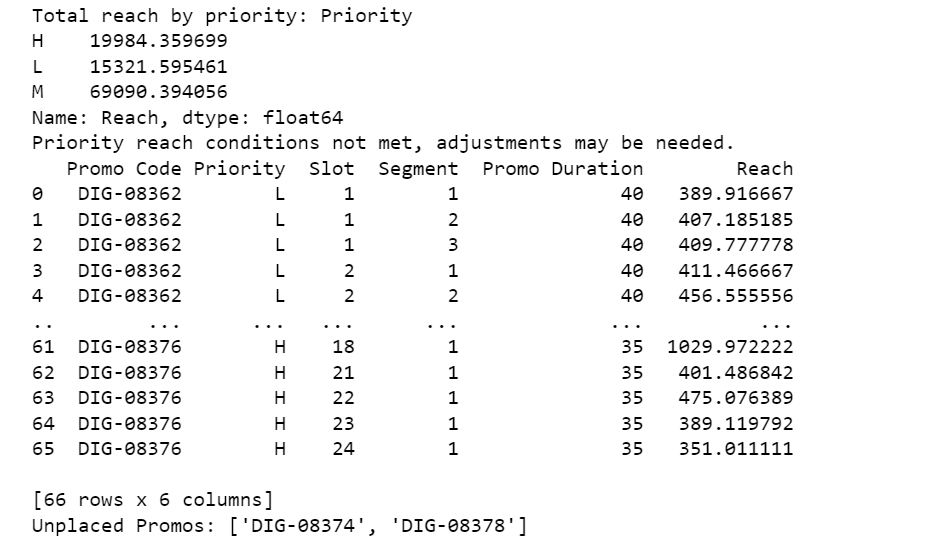 Total reach by priority: Priority
H    19984.359699
L    15321.595461
M    69090.394056
Name: Reach, dtype: float64
Priority reach conditions not met, adjustments may be needed.
   Promo Code Priority  Slot  Segment  Promo Duration        Reach
0   DIG-08362        L     1        1              40   389.916667
1   DIG-08362        L     1        2              40   407.185185
2   DIG-08362        L     1        3              40   409.777778
3   DIG-08362        L     2        1              40   411.466667
4   DIG-08362        L     2        2              40   456.555556
..        ...      ...   ...      ...             ...          ...
61  DIG-08376        H    18        1              35  1029.972222
62  DIG-08376        H    21        1              35   401.486842
63  DIG-08376        H    22        1              35   475.076389
64  DIG-08376        H    23        1              35   389.119792
65  DIG-08376        H    24        1              35   351.011111
[66 rows x 6 columns]
Unplaced Promos: ['DIG-08374', 'DIG-08378']